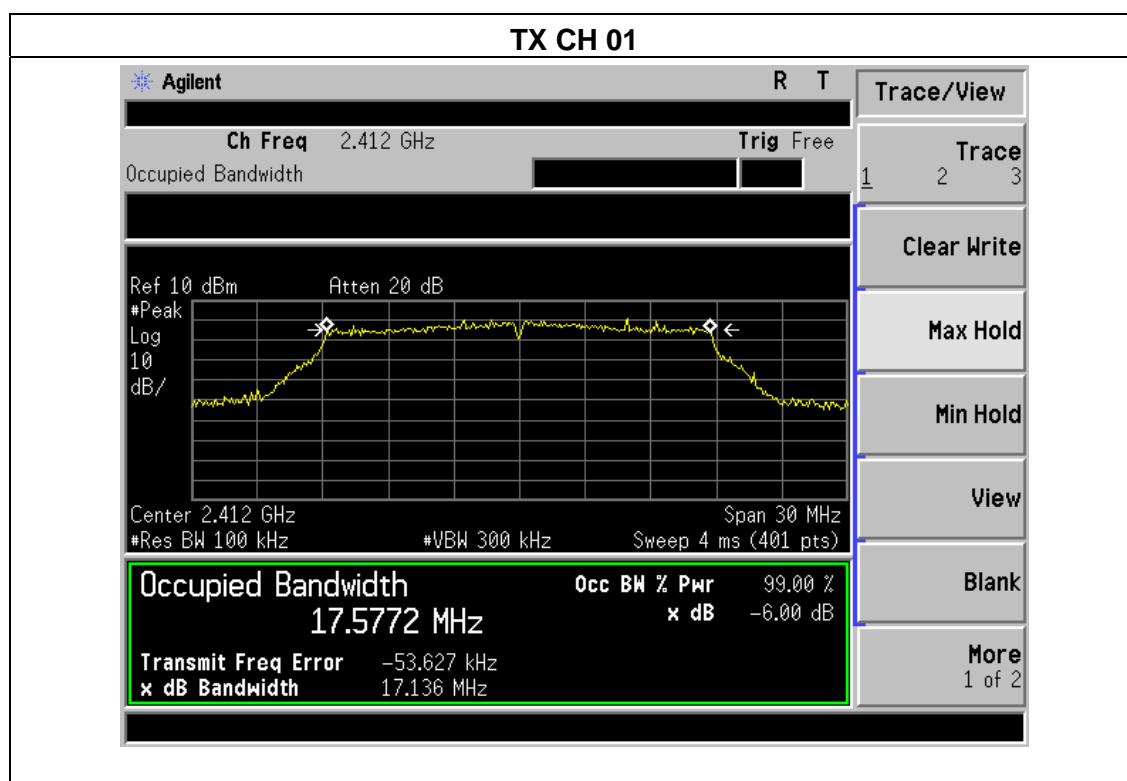 TX CH 01
Agilent R T
Trace/View
Ch Freq 2.412 GHz Trig Free
Occupied Bandwidth
Trace
1 2 3
Clear Write
Ref 10 dBm Atten 20 dB
#Peak
Log
10
dB/
Max Hold
Min Hold
View
Center 2.412 GHz Span 30 MHz
#Res BW 100 kHz #VBW 300 kHz Sweep 4 ms (401 pts)
Occupied Bandwidth Occ BW % Pwr 99.00 %
17.5772 MHz x dB -6.00 dB
Blank
Transmit Freq Error -53.627 kHz
x dB Bandwidth 17.136 MHz
More
1 of 2